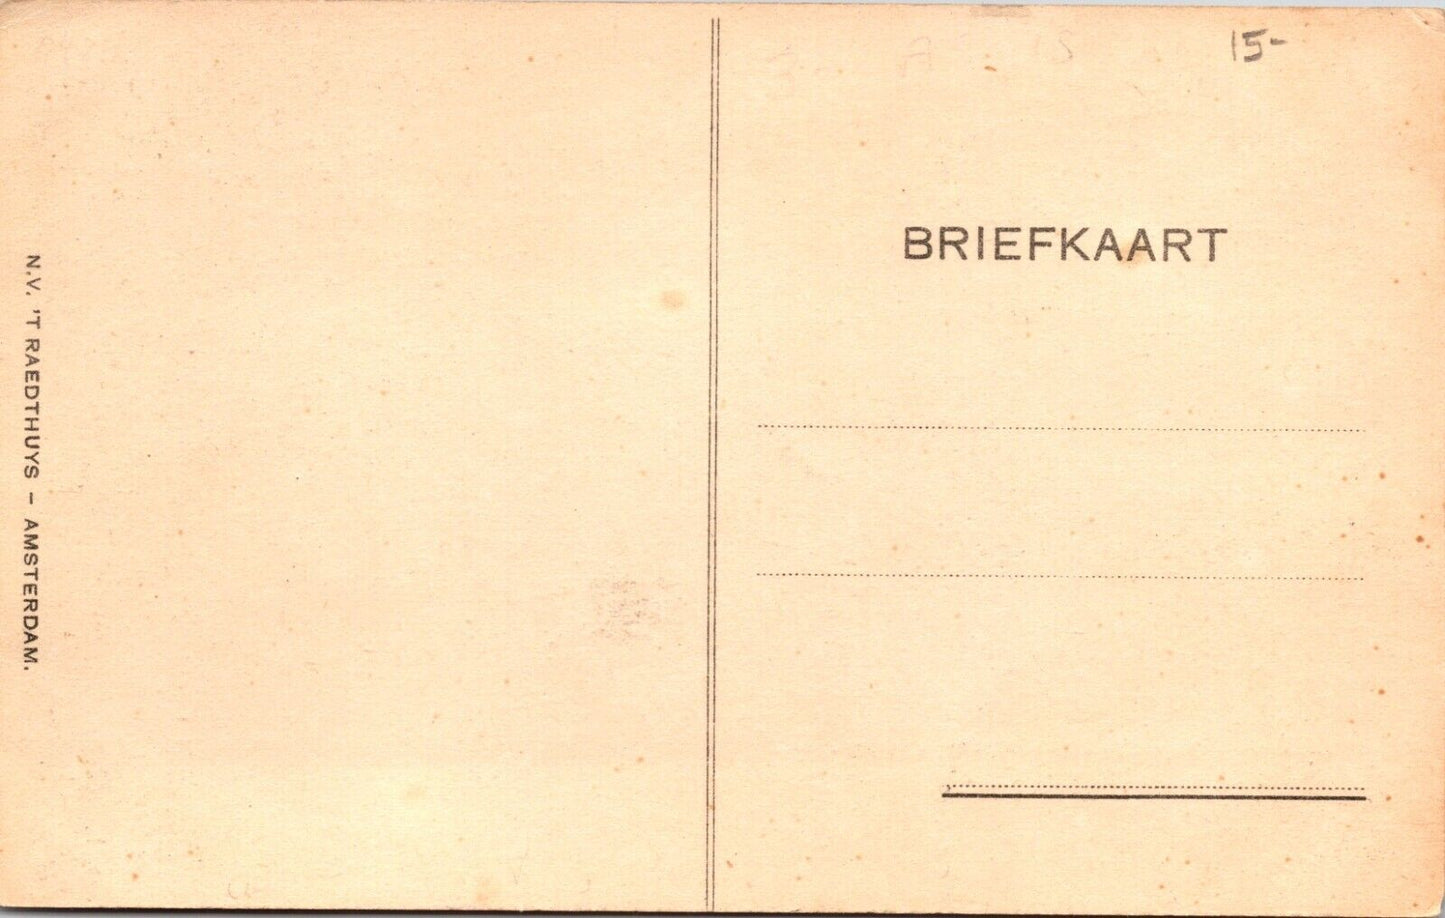 15-
BRIEFKAART
N.V. 'T RAEDTHUYS – AMSTERDAM.